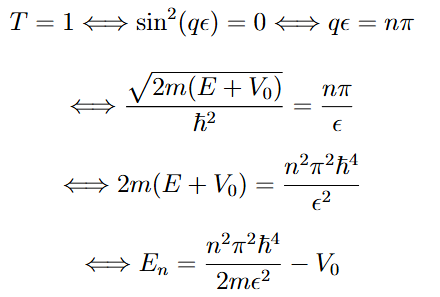 T = 1 ⟺ sin²(qϵ) = 0 ⟺ qϵ = nπ
⟺ √(2m(E + V₀)) / ħ² = nπ / ϵ
⟺ 2m(E + V₀) = n²π²ħ⁴ / ϵ²
⟺ Eₙ = n²π²ħ⁴ / 2mϵ² − V₀